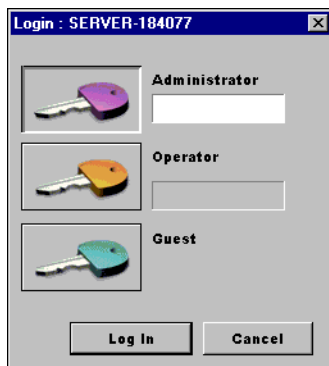 Login : SERVER-184077
Administrator
Operator
Guest
Log In
Cancel